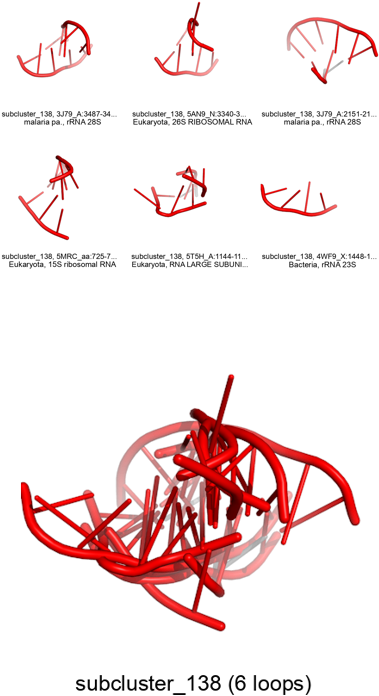 subcluster_138, 3J79_A:3487-34...
malaria pa., rRNA 28S
subcluster_138, 5AN9_N:3340-3...
Eukaryota, 26S RIBOSOMAL RNA
subcluster_138, 3J79_A:2151-21...
malaria pa., rRNA 28S
subcluster_138, 5MRC_aa:725-7...
Eukaryota, 15S ribosomal RNA
subcluster_138, 5T5H_A:1144-11...
Eukaryota, RNA LARGE SUBUNI...
subcluster_138, 4WF9_X:1448-1...
Bacteria, rRNA 23S
subcluster_138 (6 loops)